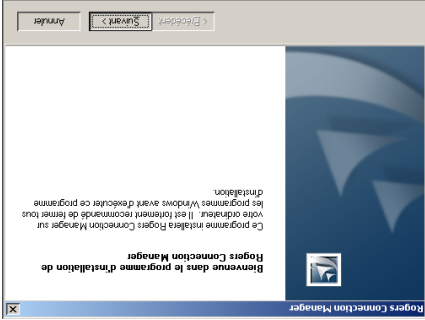 Rogers Connection Manager
Bienvenue dans le programme d'installation de
Rogers Connection Manager
Ce programme installera Rogers Connection Manager sur
votre ordinateur. Il est fortement recommandé de fermer tous
les programmes Windows avant d'exécuter ce programme
d'installation.
< Précédent Suivant > Annuler